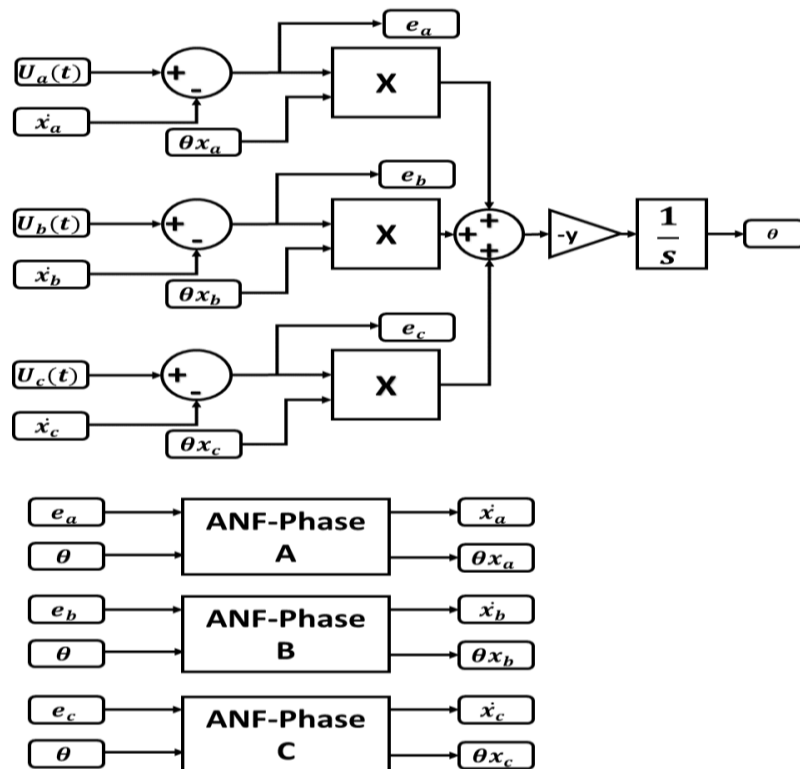 e_a
U_a(t) + - X
ẋ_a
θx_a
e_b
U_b(t) + - X + + + -y 1/s θ
ẋ_b
θx_b
e_c
U_c(t) + - X
ẋ_c
θx_c
e_a ANF-Phase A ẋ_a
θ θx_a
e_b ANF-Phase B ẋ_b
θ θx_b
e_c ANF-Phase C ẋ_c
θ θx_c